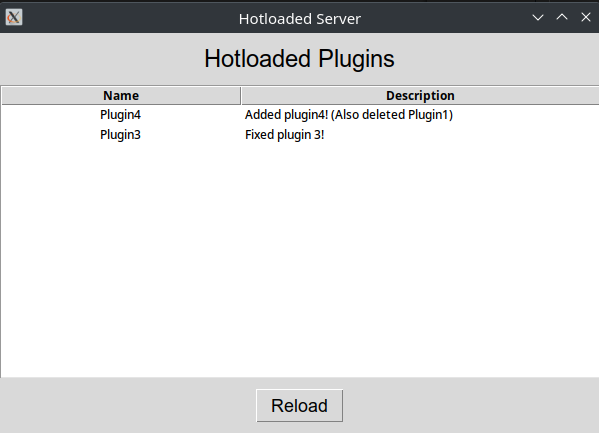 Hotloaded Server
Hotloaded Plugins
Name Description
Plugin4 Added plugin4! (Also deleted Plugin1)
Plugin3 Fixed plugin 3!
Reload